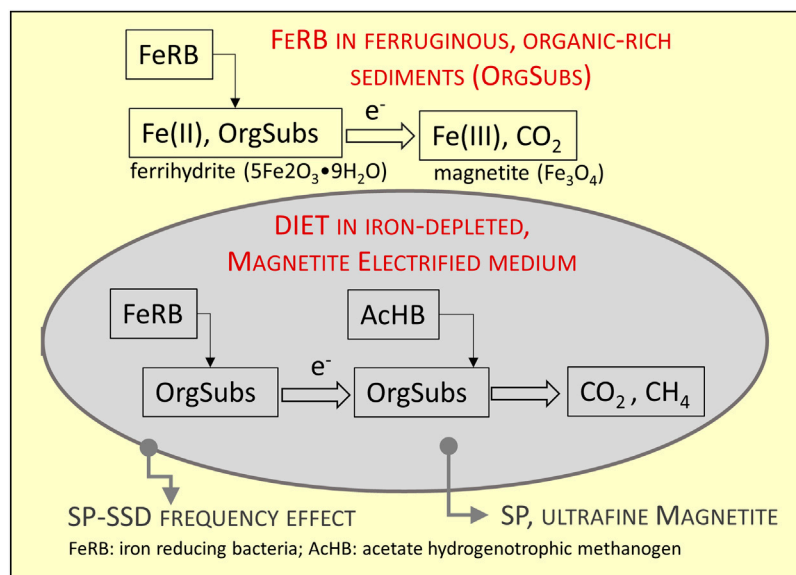 FERB IN FERRUGINOUS, ORGANIC-RICH
SEDIMENTS (ORGSUBS)
FeRB
e⁻
Fe(II), OrgSubs
Fe(III), CO₂
ferrihydrite (5Fe2O₃•9H₂O)
magnetite (Fe₃O₄)
DIET IN IRON-DEPLETED,
MAGNETITE ELECTRIFIED MEDIUM
FeRB
AcHB
e⁻
OrgSubs
OrgSubs
CO₂ , CH₄
SP-SSD FREQUENCY EFFECT
SP, ULTRAFINE MAGNETITE
FeRB: iron reducing bacteria; AcHB: acetate hydrogenotrophic methanogen